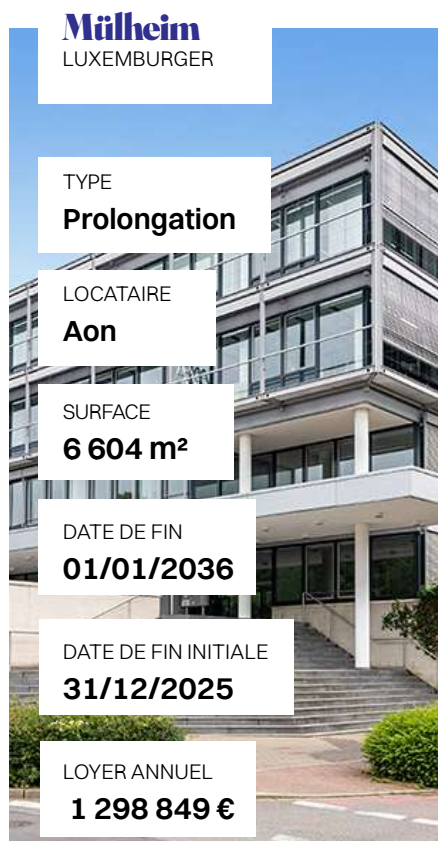 Mülheim
LUXEMBURGER
TYPE
Prolongation
LOCATAIRE
Aon
SURFACE
6 604 m²
DATE DE FIN
01/01/2036
DATE DE FIN INITIALE
31/12/2025
LOYER ANNUEL
1 298 849 €